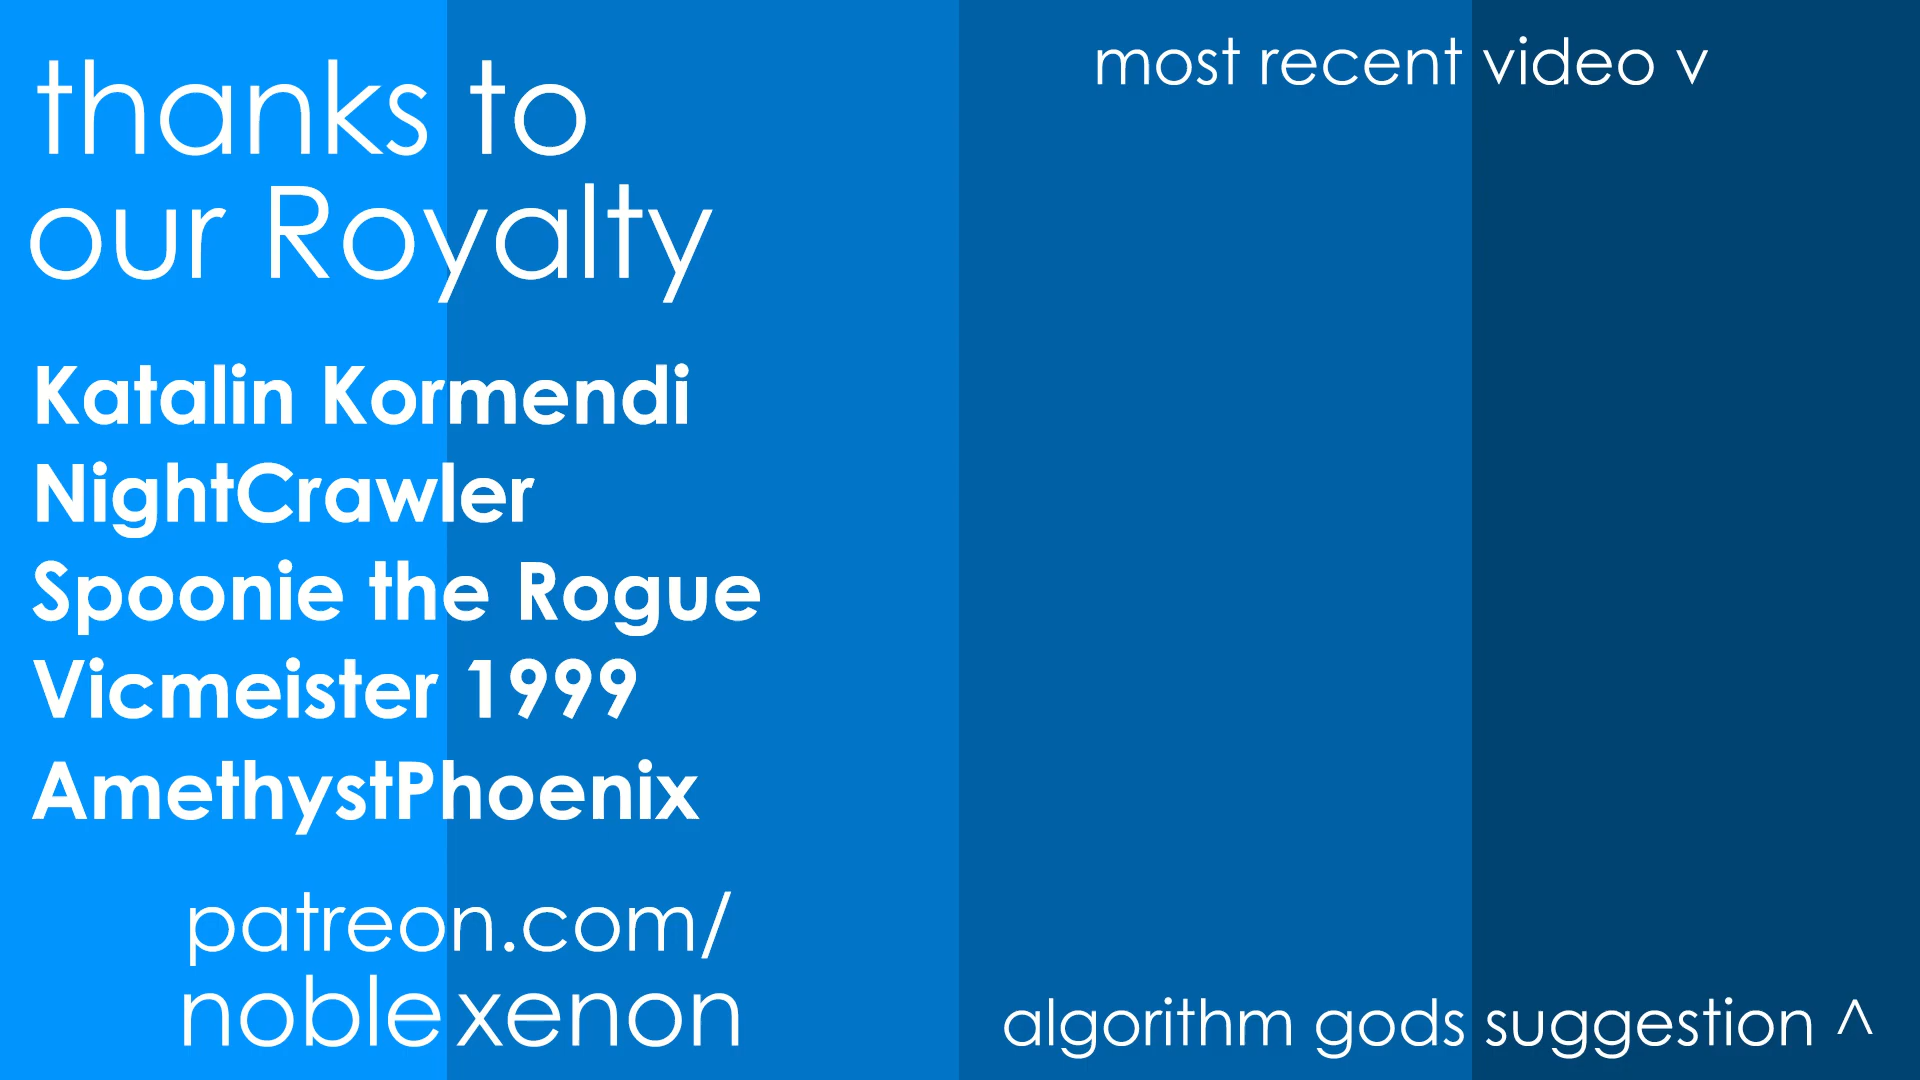 thanks to
our Royalty
Katalin Kormendi
NightCrawler
Spoonie the Rogue
Vicmeister 1999
AmethystPhoenix
patreon.com/
noblexenon
most recent video v
algorithm gods suggestion ^